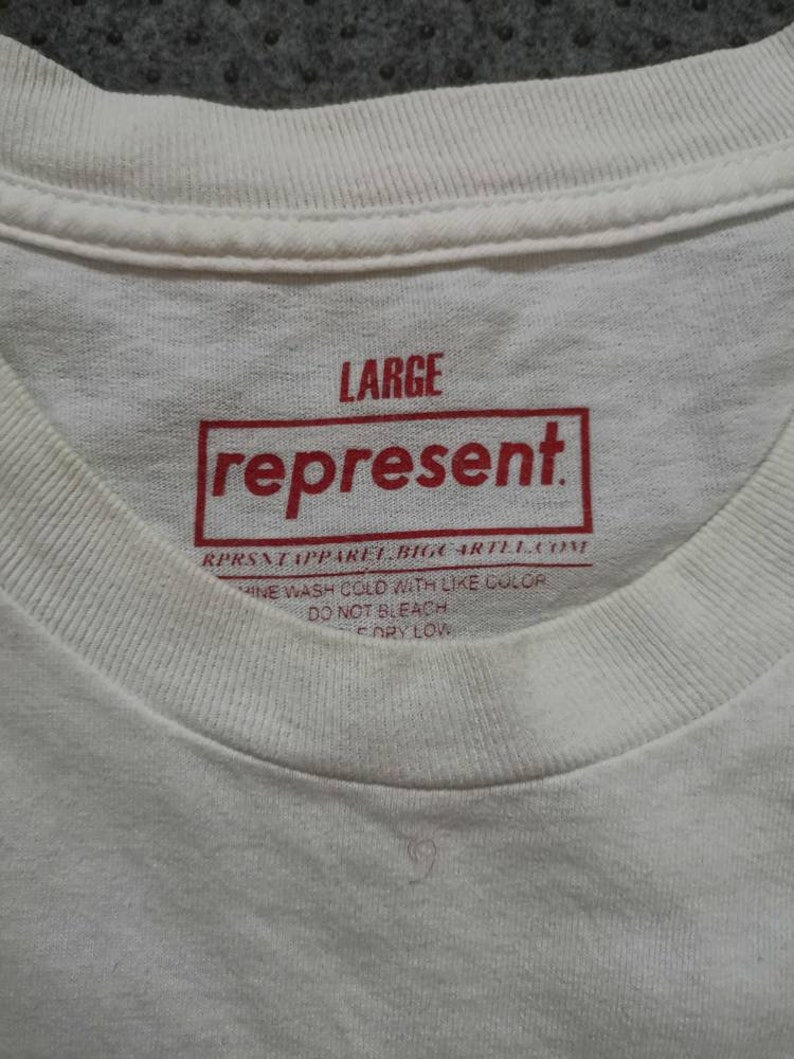 LARGE
represent.
RPRSNTAPPAREL.BIGCARTEL.COM
WASH COLD WITH LIKE COLOR
DO NOT BLEACH
DRY LOW